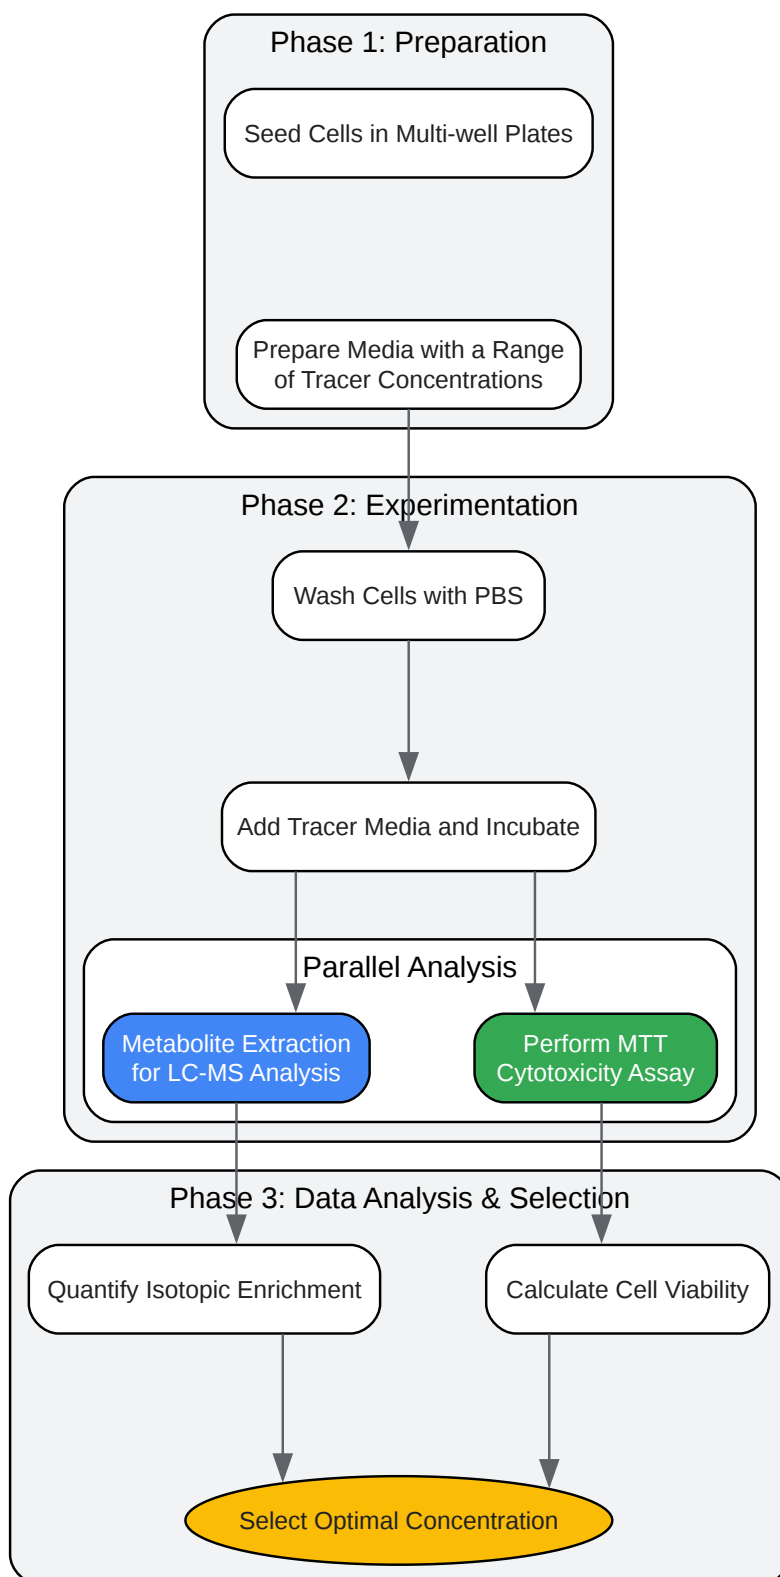 Phase 1: Preparation
Seed Cells in Multi-well Plates
Prepare Media with a Range
of Tracer Concentrations
Phase 2: Experimentation
Wash Cells with PBS
Add Tracer Media and Incubate
Parallel Analysis
Metabolite Extraction
for LC-MS Analysis
Perform MTT
Cytotoxicity Assay
Phase 3: Data Analysis & Selection
Quantify Isotopic Enrichment
Calculate Cell Viability
Select Optimal Concentration